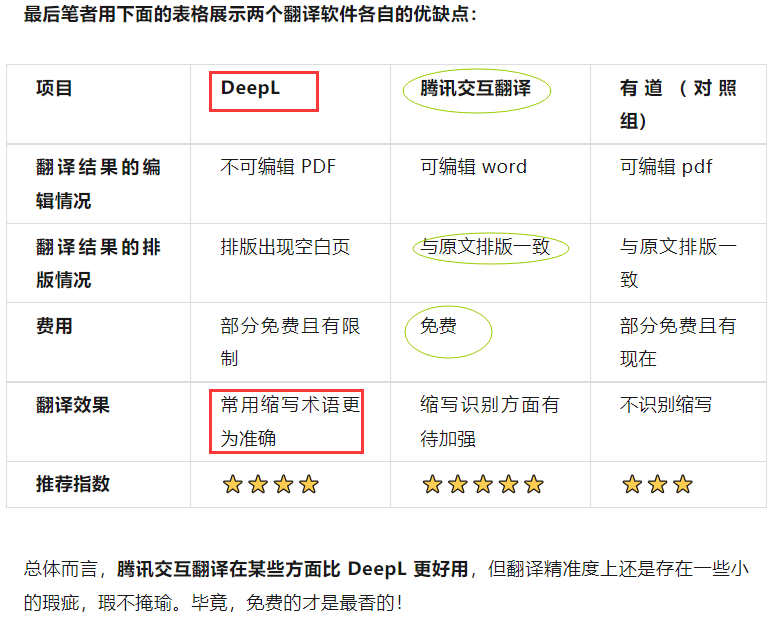 最后笔者用下面的表格展示两个翻译软件各自的优缺点：
项目
DeepL
腾讯交互翻译
有道（对照
组）
翻译结果的编
辑情况
不可编辑 PDF
可编辑 word
可编辑 pdf
翻译结果的排
版情况
排版出现空白页
与原文排版一致
与原文排版一
致
费用
部分免费且有限
制
免费
部分免费且有
现在
翻译效果
常用缩写术语更
为准确
缩写识别方面有
待加强
不识别缩写
推荐指数
总体而言，腾讯交互翻译在某些方面比 DeepL 更好用，但翻译精准度上还是存在一些小
的瑕疵，瑕不掩瑜。毕竟，免费的才是最香的！